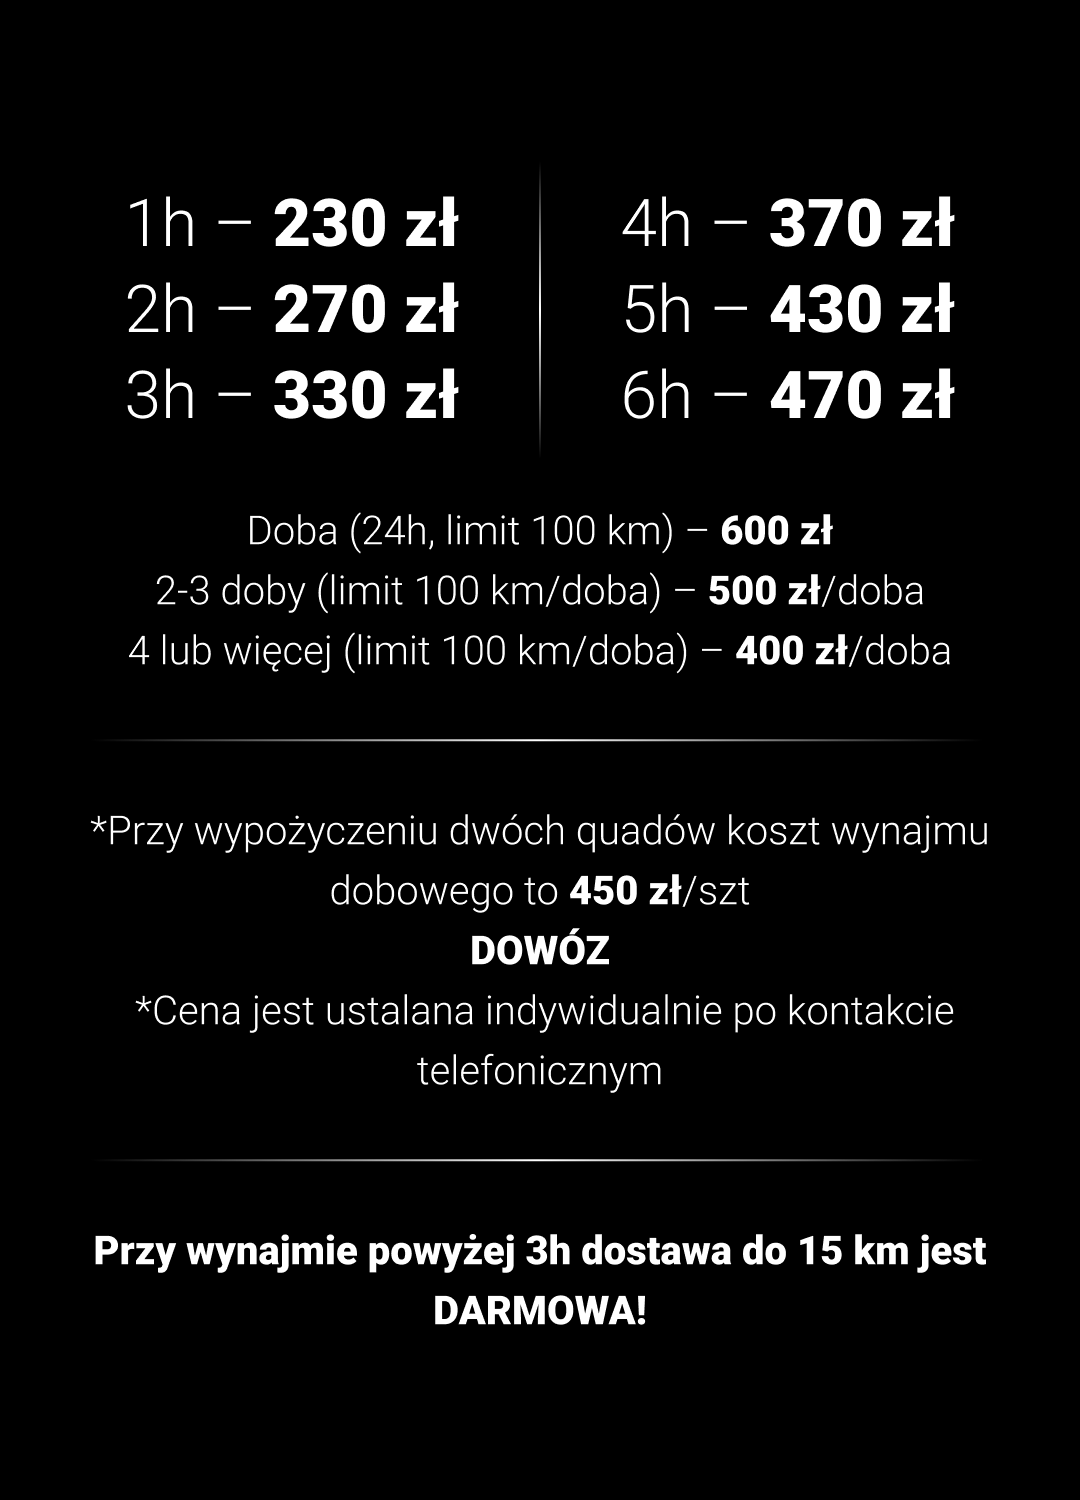 1h – 230 zł
2h – 270 zł
3h – 330 zł
4h – 370 zł
5h – 430 zł
6h – 470 zł
Doba (24h, limit 100 km) – 600 zł
2-3 doby (limit 100 km/doba) – 500 zł/doba
4 lub więcej (limit 100 km/doba) – 400 zł/doba
*Przy wypożyczeniu dwóch quadów koszt wynajmu
dobowego to 450 zł/szt
DOWÓZ
*Cena jest ustalana indywidualnie po kontakcie
telefonicznym
Przy wynajmie powyżej 3h dostawa do 15 km jest
DARMOWA!